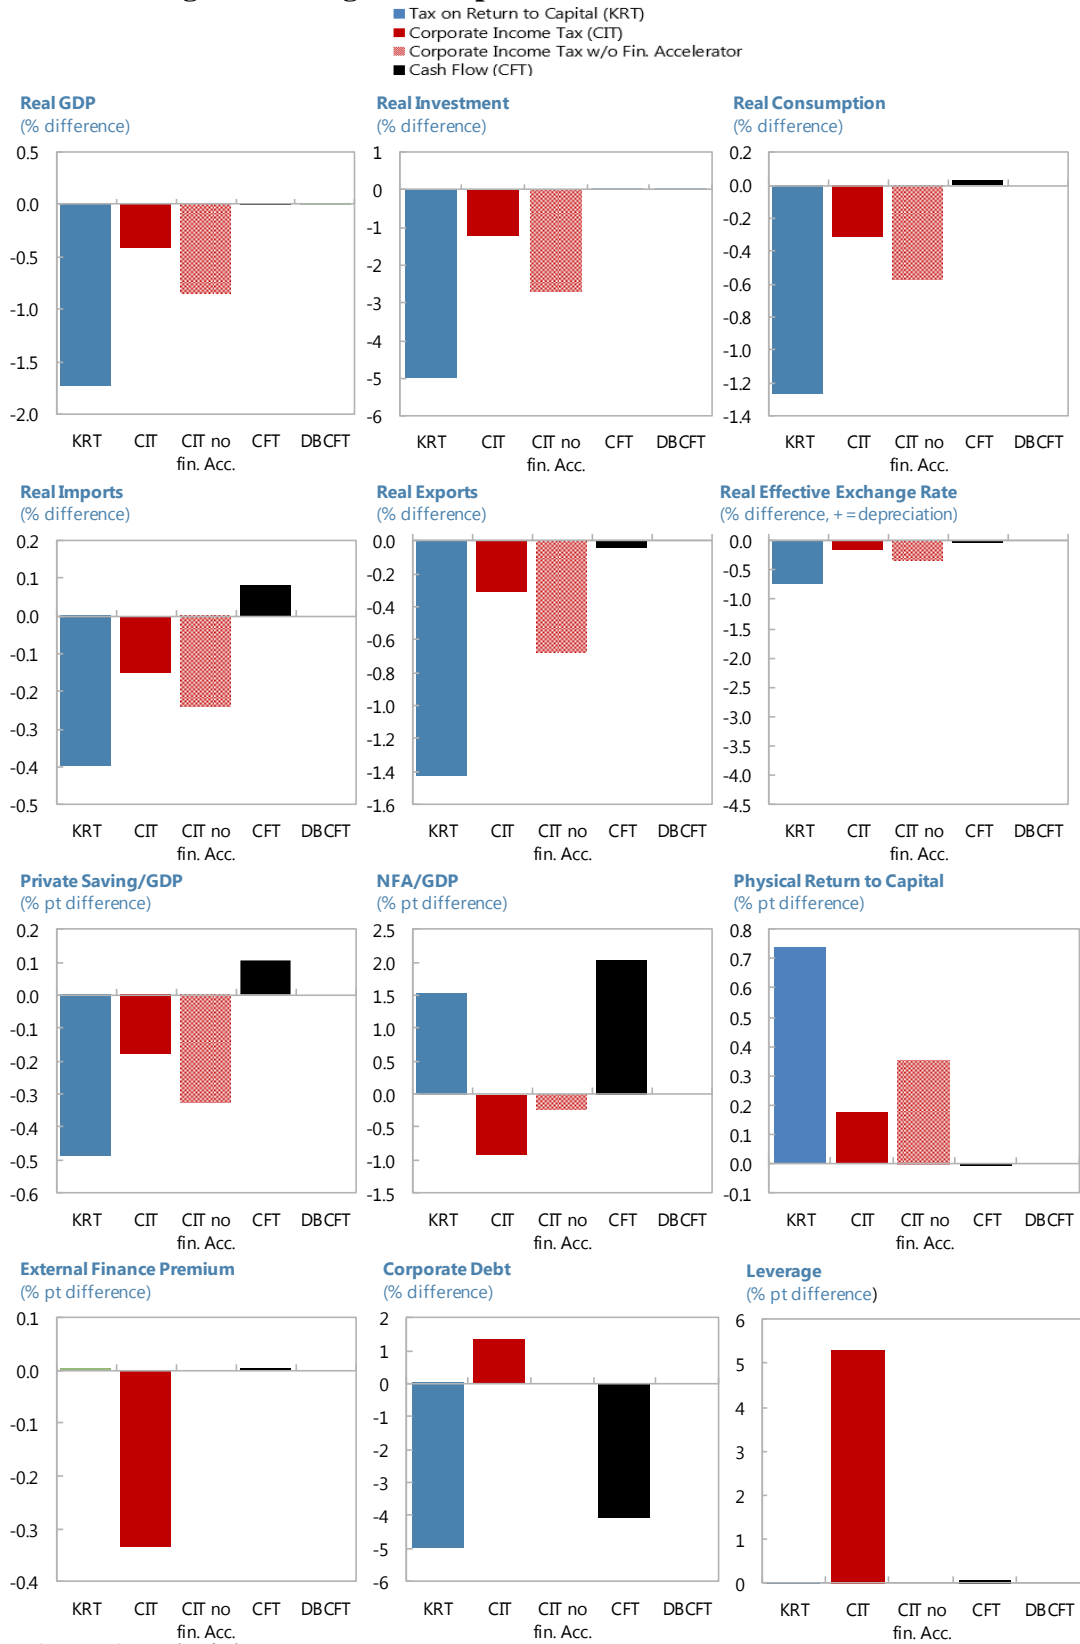 Tax on Return to Capital (KRT)
Corporate Income Tax (CIT)
Corporate Income Tax w/o Fin. Accelerator
Cash Flow (CFT)
Real GDP
(% difference)
0.5
0.0
-0.5
-1.0
-1.5
-2.0
KRT CIT CIT no CFT DBCFT
fin. Acc.
Real Investment
(% difference)
1
0
-1
-2
-3
-4
-5
-6
KRT CIT CIT no CFT DBCFT
fin. Acc.
Real Consumption
(% difference)
0.2
0.0
-0.2
-0.4
-0.6
-0.8
-1.0
-1.2
-1.4
KRT CIT CIT no CFT DBCFT
fin. Acc.
Real Imports
(% difference)
0.2
0.1
0.0
-0.1
-0.2
-0.3
-0.4
-0.5
KRT CIT CIT no CFT DBCFT
fin. Acc.
Real Exports
(% difference)
0.0
-0.2
-0.4
-0.6
-0.8
-1.0
-1.2
-1.4
-1.6
KRT CIT CIT no CFT DBCFT
fin. Acc.
Real Effective Exchange Rate
(% difference, + = depreciation)
0.0
-0.5
-1.0
-1.5
-2.0
-2.5
-3.0
-3.5
-4.0
-4.5
KRT CIT CIT no CFT DBCFT
fin. Acc.
Private Saving/GDP
(% pt difference)
0.2
0.1
0.0
-0.1
-0.2
-0.3
-0.4
-0.5
-0.6
KRT CIT CIT no CFT DBCFT
fin. Acc.
NFA/GDP
(% pt difference)
2.5
2.0
1.5
1.0
0.5
0.0
-0.5
-1.0
-1.5
KRT CIT CIT no CFT DBCFT
fin. Acc.
Physical Return to Capital
(% pt difference)
0.8
0.7
0.6
0.5
0.4
0.3
0.2
0.1
0.0
-0.1
KRT CIT CIT no CFT DBCFT
fin. Acc.
External Finance Premium
(% pt difference)
0.1
0.0
-0.1
-0.2
-0.3
-0.4
KRT CIT CIT no CFT DBCFT
fin. Acc.
Corporate Debt
(% difference)
2
1
0
-1
-2
-3
-4
-5
-6
KRT CIT CIT no CFT DBCFT
fin. Acc.
Leverage
(% pt difference)
6
5
4
3
2
1
0
KRT CIT CIT no CFT DBCFT
fin. Acc.